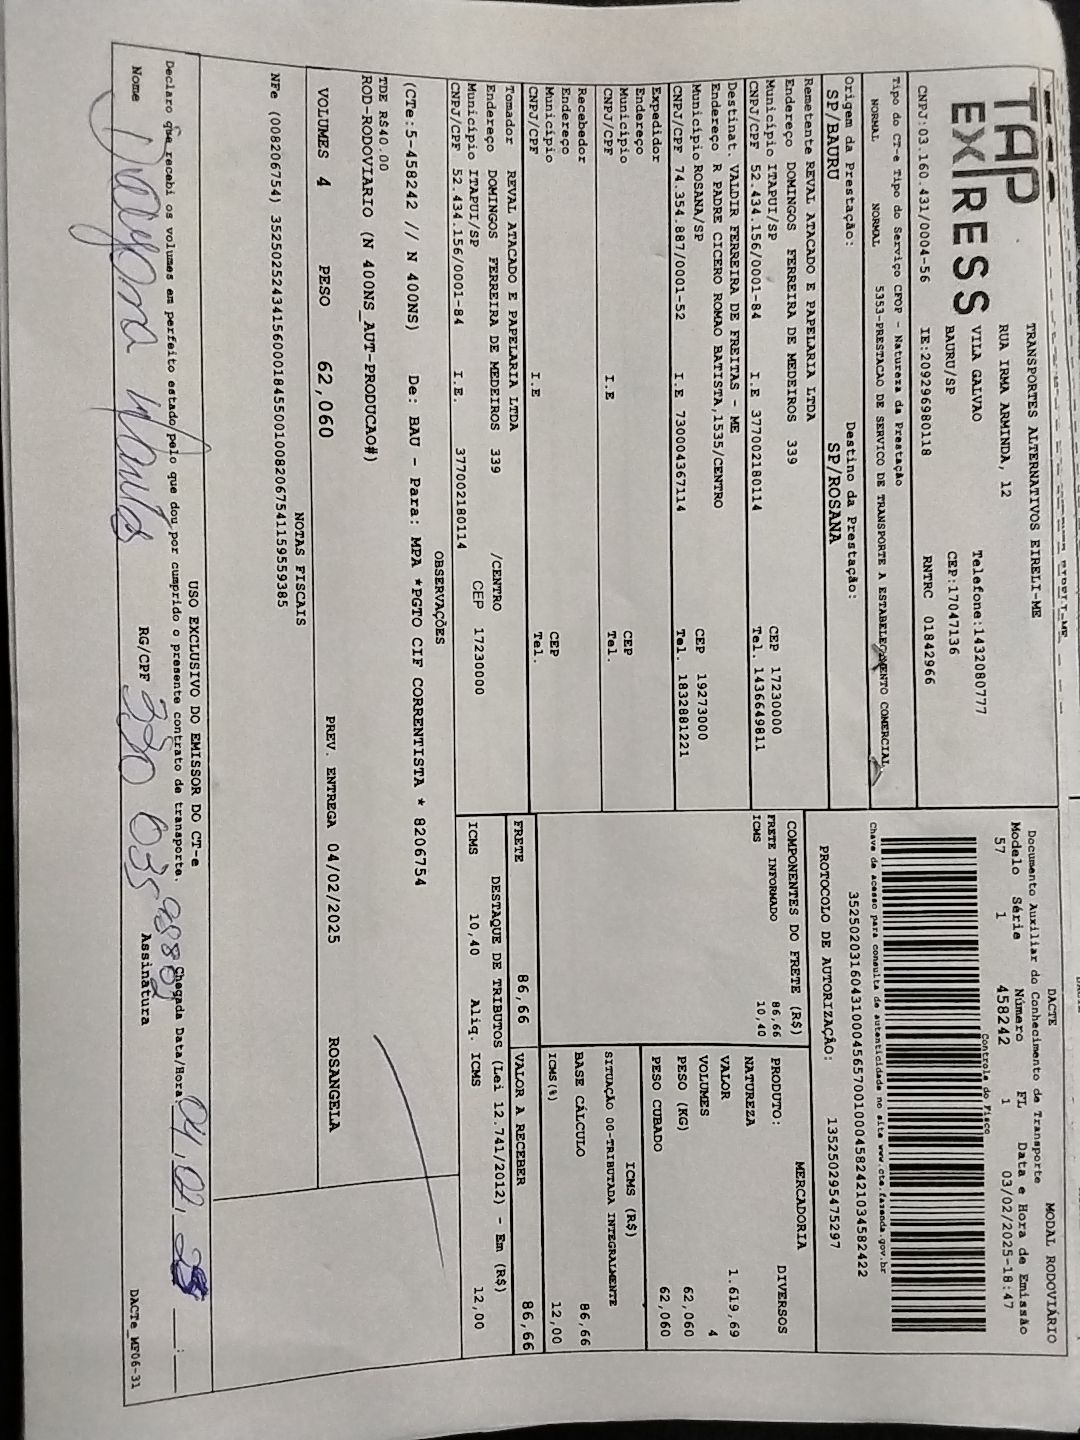 TAP
EXPRESS
TRANSPORTES ALTERNATIVOS EIRELI-ME
RUA IRMA ARMINDA, 12
VILA GALVAO
BAURU/SP
Telefone:1432080777
CEP:17047136
CNPJ:03.160.431/0004-56 IE:209296980118 RNTRC 01842966
DACTE MODAL RODOVIÁRIO
Documento Auxiliar do Conhecimento de Transporte
Modelo Série Número FL Data e Hora de Emissão
57 1 458242 1 03/02/2025-18:47
Controle do Fisco
35250203160431000456570010004582421034582422
Chave de acesso para consulta de autenticidade no site www.cte.fazenda.gov.br
PROTOCOLO DE AUTORIZAÇÃO: 135250295475297
Tipo do CT-e Tipo do Serviço CFOP - Natureza da Prestação
NORMAL NORMAL 5353-PRESTACAO DE SERVICO DE TRANSPORTE A ESTABELECIMENTO COMERCIAL
Origem da Prestação: Destino da Prestação:
SP/BAURU SP/ROSANA
Remetente REVAL ATACADO E PAPELARIA LTDA
Endereço DOMINGOS FERREIRA DE MEDEIROS 339
Município ITAPUI/SP CEP 17230000
CNPJ/CPF 52.434.156/0001-84 I.E 377002180114 Tel. 1436649811
Destinat. VALDIR FERREIRA DE FREITAS - ME
Endereço R PADRE CICERO ROMAO BATISTA,1535/CENTRO
Município ROSANA/SP CEP 19273000
CNPJ/CPF 74.354.887/0001-52 I.E 730004367114 Tel. 1832881221
Expedidor
Endereço
Município CEP
CNPJ/CPF I.E Tel.
Recebedor
Endereço
Município CEP
CNPJ/CPF I.E Tel.
Tomador REVAL ATACADO E PAPELARIA LTDA
Endereço DOMINGOS FERREIRA DE MEDEIROS 339 /CENTRO
Município ITAPUI/SP CEP 17230000
CNPJ/CPF 52.434.156/0001-84 I.E. 377002180114
COMPONENTES DO FRETE (R$)
FRETE INFORMADO 86,66
ICMS 10,40
MERCADORIA
PRODUTO: DIVERSOS
NATUREZA
VALOR 1.619,69
VOLUMES 4
PESO (KG) 62,060
PESO CUBADO 62,060
ICMS (R$)
SITUAÇÃO 00-TRIBUTADA INTEGRALMENTE
BASE CÁLCULO 86,66
ICMS(%) 12,00
FRETE 86,66 VALOR A RECEBER 86,66
DESTAQUE DE TRIBUTOS (Lei 12.741/2012) - Em (R$)
ICMS 10,40 Aliq. ICMS 12,00
OBSERVAÇÕES
(CTe:5-458242 // N 400NS) De: BAU - Para: MPA *PGTO CIF CORRENTISTA * 8206754
TDE R$40.00
ROD-RODOVIARIO (N 400NS_AUT-PRODUCAO#)
VOLUMES 4 PESO 62,060 PREV. ENTREGA 04/02/2025 ROSANGELA
NOTAS FISCAIS
NFe (008206754) 35250252434156000184550010082067541159559385
USO EXCLUSIVO DO EMISSOR DO CT-e
Declaro que recebi os volumes em perfeito estado pelo que dou por cumprido o presente contrato de transporte. Chegada Data/Hora: 04.02.25 __:__
Nome Dayana RG/CPF 330 035 Assinatura
DACTe_MF06-31